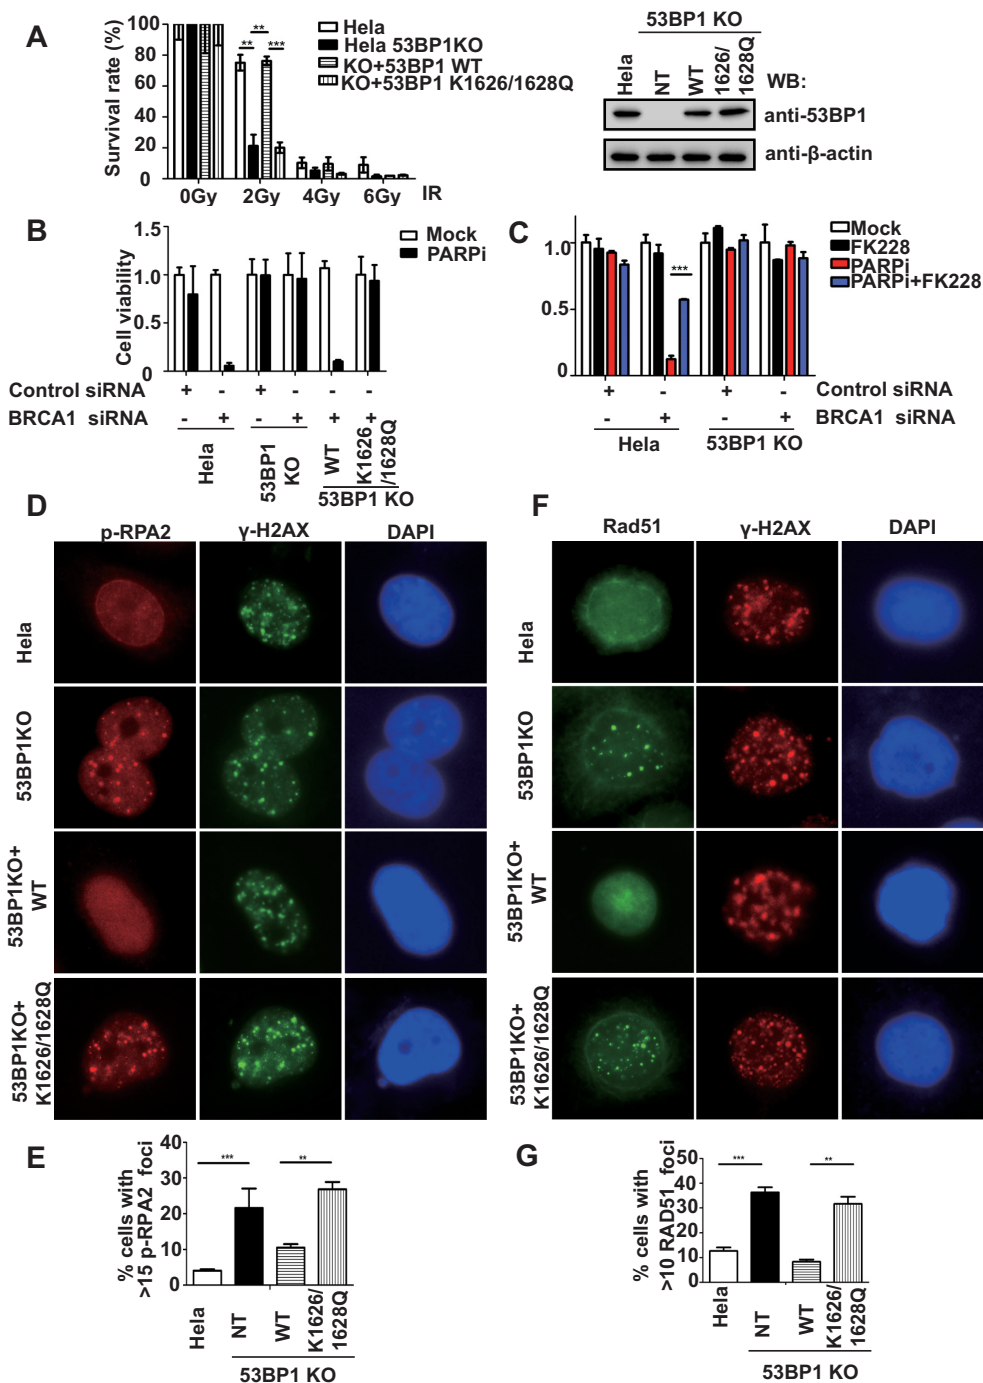 A
Survival rate (%)
100
80
60
40
20
0
** ** ***
Hela
Hela 53BP1KO
KO+53BP1 WT
KO+53BP1 K1626/1628Q
0Gy 2Gy 4Gy 6Gy IR
53BP1 KO
Hela NT WT 1626/1628Q WB:
anti-53BP1
anti-β-actin
B
Cell viability
1.5
1.0
0.5
0
Mock
PARPi
Control siRNA + - + - - -
BRCA1 siRNA - + - + + +
Hela 53BP1 KO WT K1626/1628Q
53BP1 KO
C
1.0
0.5
0
***
Mock
FK228
PARPi
PARPi+FK228
+ - + - Control siRNA
- + - + BRCA1 siRNA
Hela 53BP1 KO
D
p-RPA2 γ-H2AX DAPI
Hela
53BP1KO
53BP1KO+WT
53BP1KO+K1626/1628Q
F
Rad51 γ-H2AX DAPI
Hela
53BP1KO
53BP1KO+WT
53BP1KO+K1626/1628Q
E
% cells with
>15 p-RPA2 foci
40
30
20
10
0
*** **
Hela NT WT K1626/1628Q
53BP1 KO
G
% cells with
>10 RAD51 foci
50
40
30
20
10
0
*** **
Hela NT WT K1626/1628Q
53BP1 KO